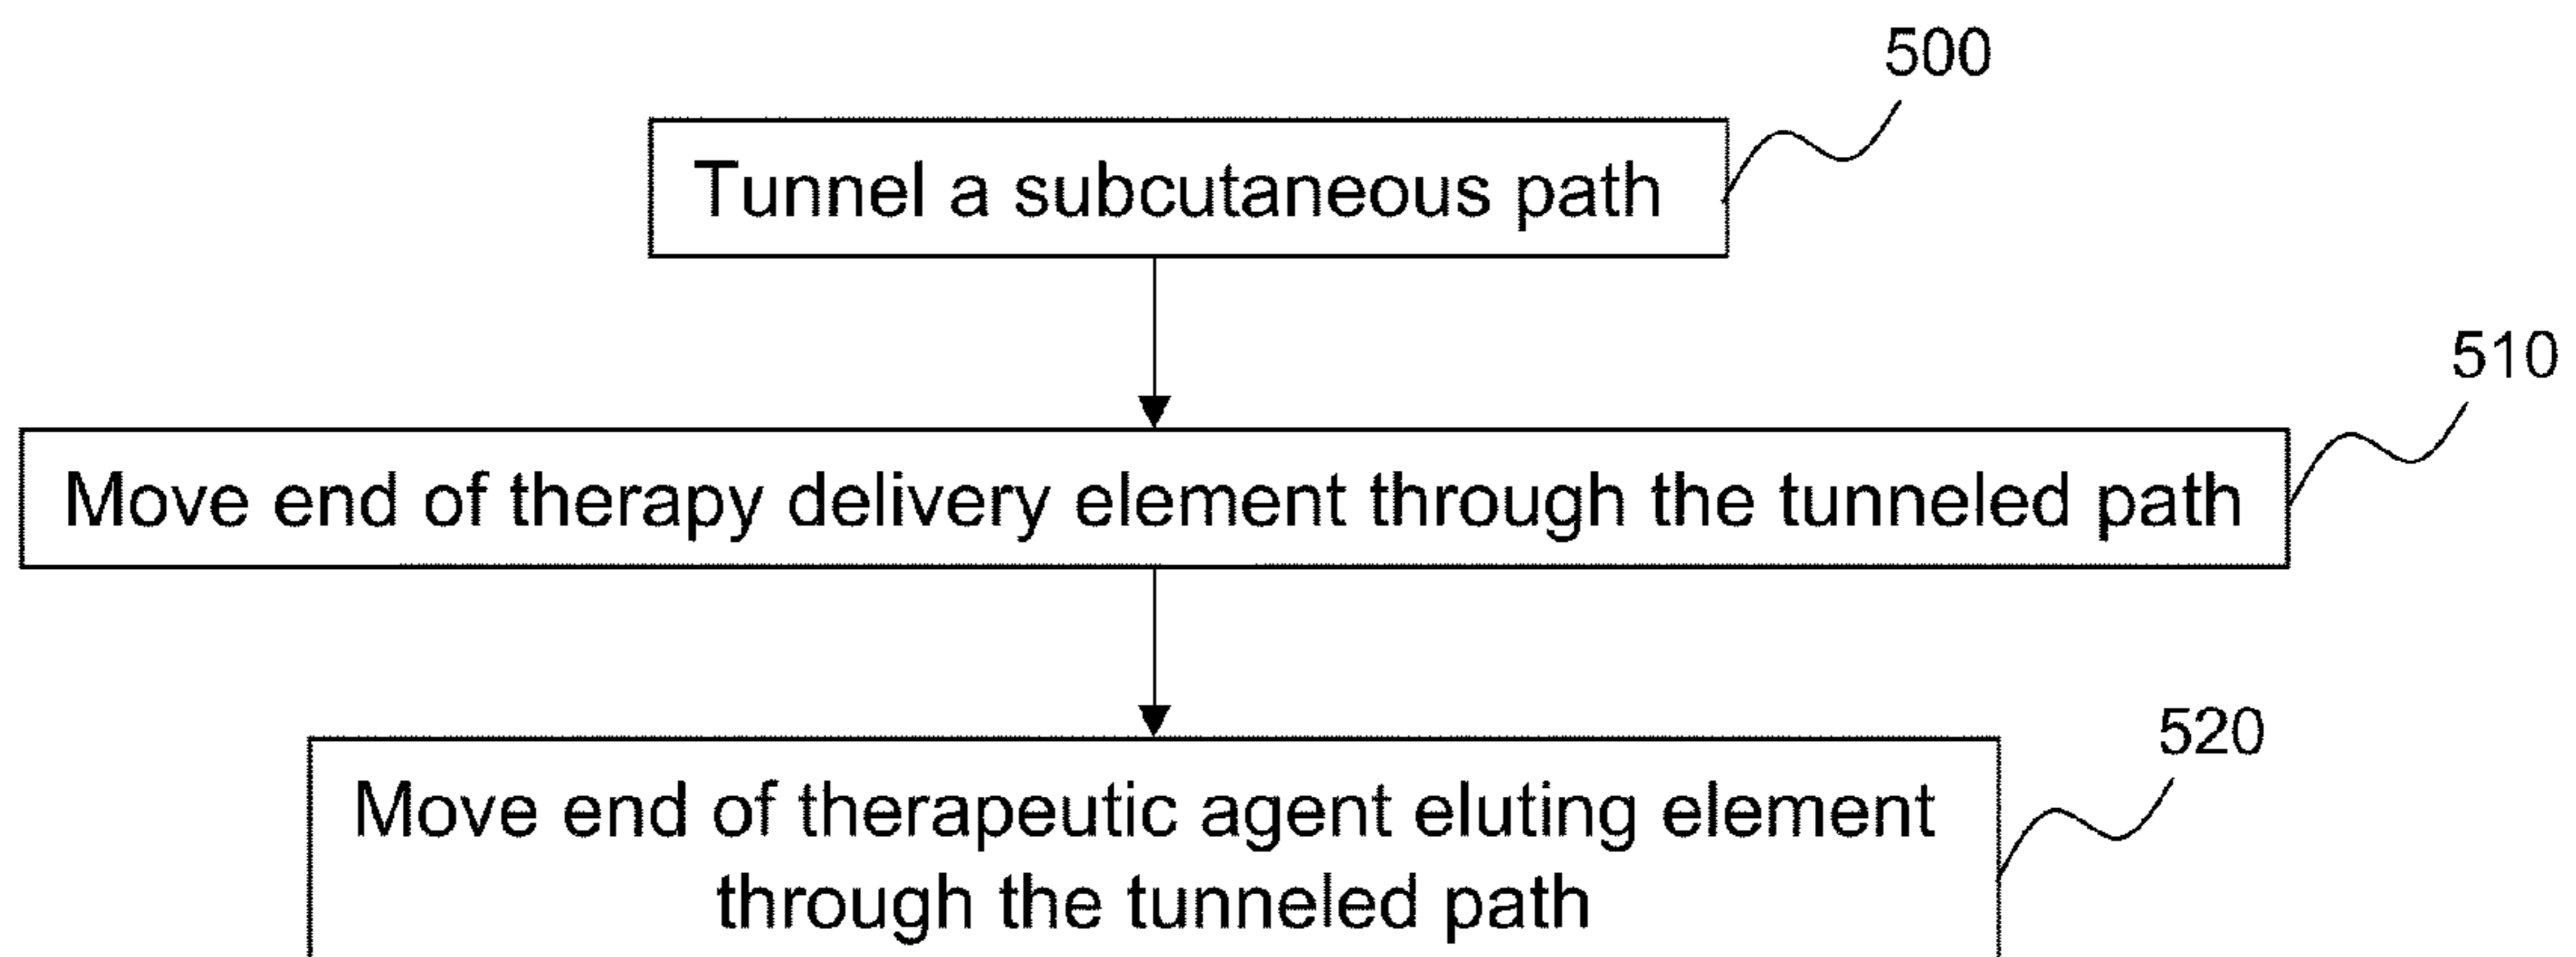 500
Tunnel a subcutaneous path
510
Move end of therapy delivery element through the tunneled path
520
Move end of therapeutic agent eluting element
through the tunneled path